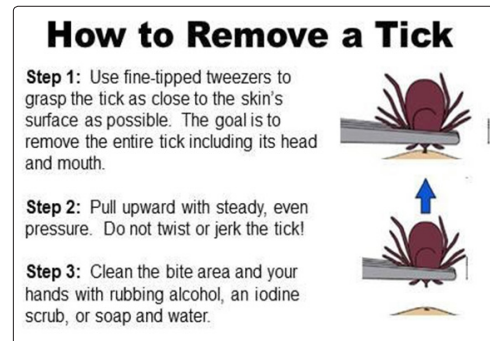 How to Remove a Tick
Step 1: Use fine-tipped tweezers to
grasp the tick as close to the skin's
surface as possible. The goal is to
remove the entire tick including its head
and mouth.
Step 2: Pull upward with steady, even
pressure. Do not twist or jerk the tick!
Step 3: Clean the bite area and your
hands with rubbing alcohol, an iodine
scrub, or soap and water.